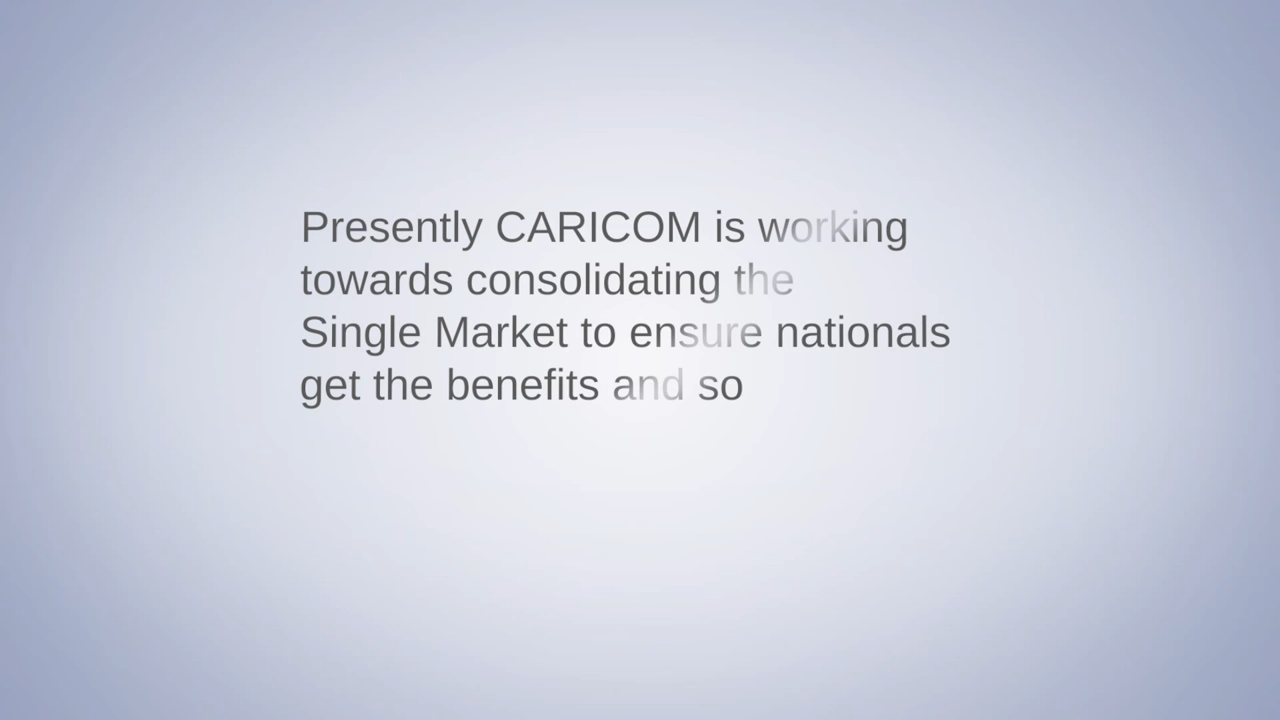 Presently CARICOM is working
towards consolidating the
Single Market to ensure nationals
get the benefits and so